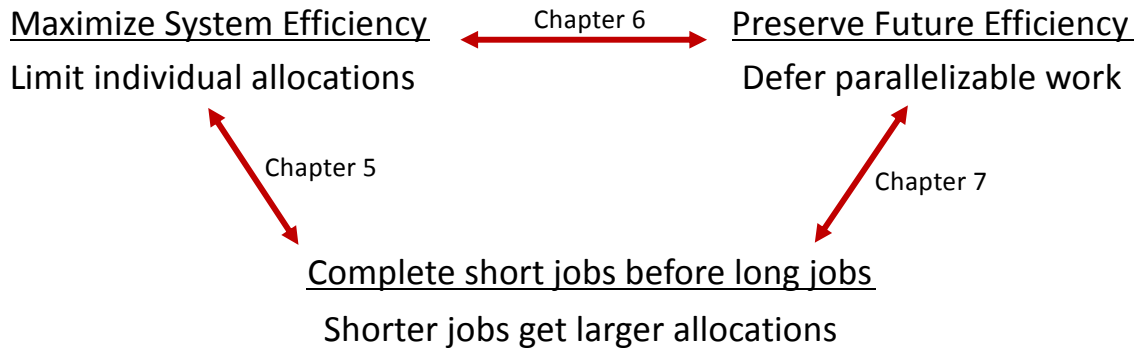 Maximize System Efficiency
Chapter 6
Preserve Future Efficiency
Limit individual allocations
Defer parallelizable work
Chapter 5
Chapter 7
Complete short jobs before long jobs
Shorter jobs get larger allocations